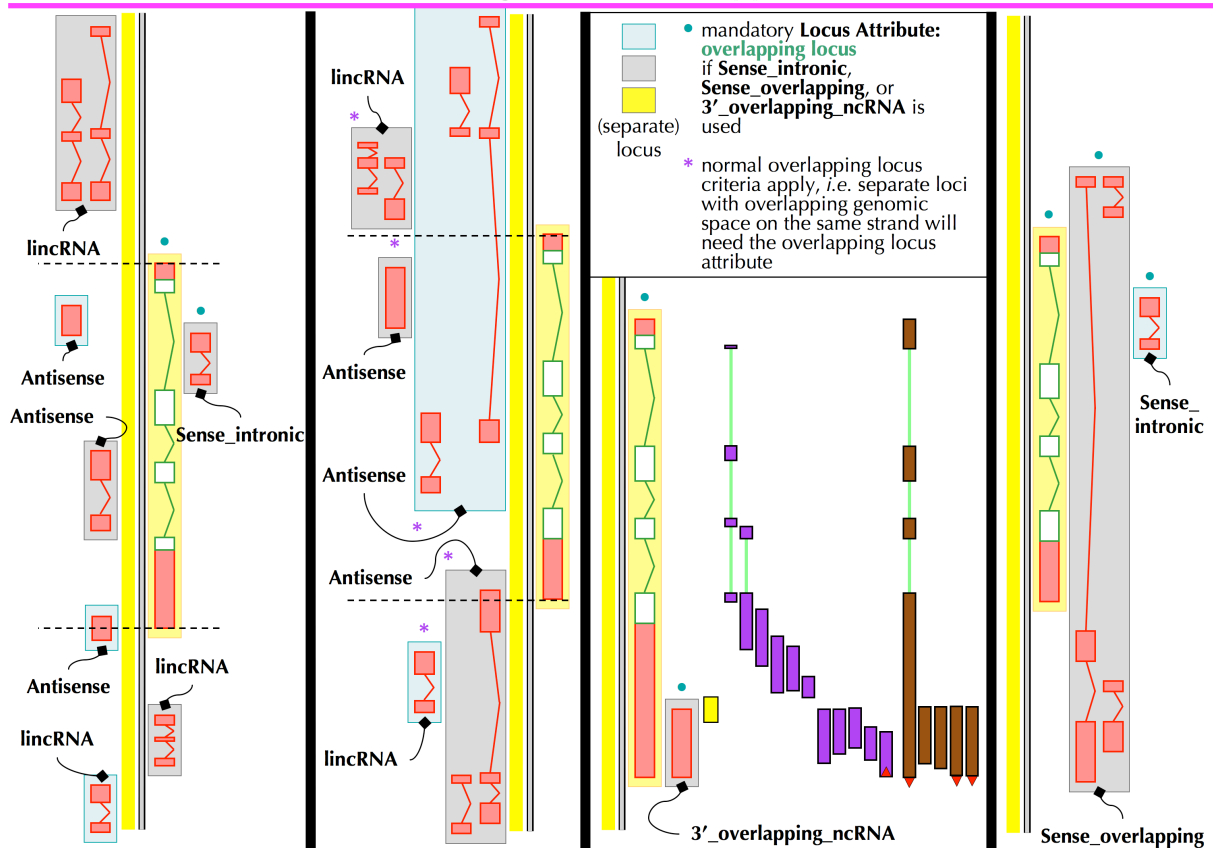 lincRNA
Antisense
Antisense
Sense_intronic
Antisense
lincRNA
lincRNA
lincRNA
*
*
Antisense
Antisense
*
*
Antisense
*
lincRNA
(separate)
locus
• mandatory Locus Attribute:
overlapping locus
if Sense_intronic,
Sense_overlapping, or
3′_overlapping_ncRNA is
used
* normal overlapping locus
criteria apply, i.e. separate loci
with overlapping genomic
space on the same strand will
need the overlapping locus
attribute
3′_overlapping_ncRNA
Sense_
intronic
Sense_overlapping